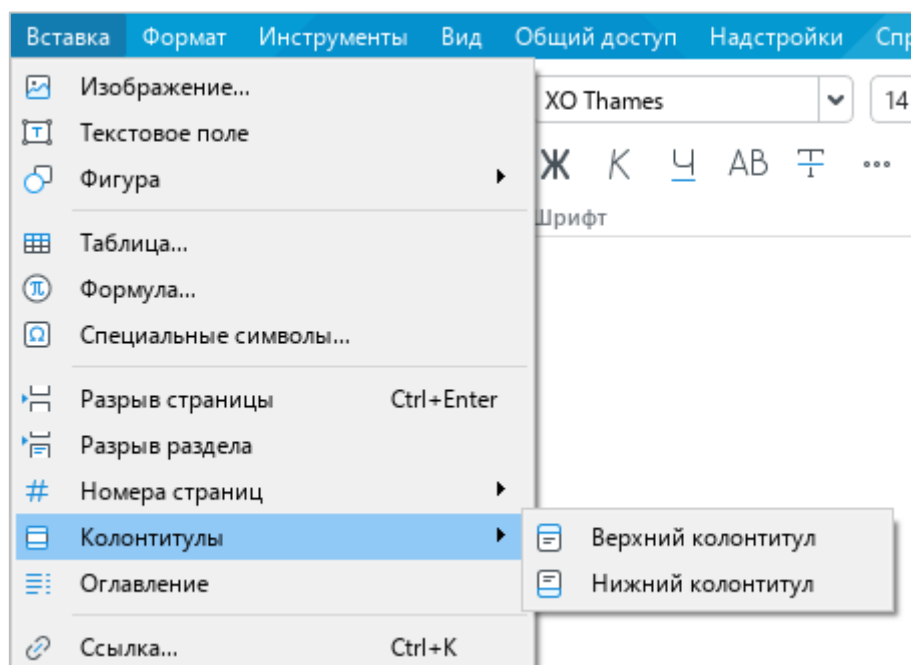 Вставка Формат Инструменты Вид Общий доступ Надстройки
Изображение...
XO Thames 14
Текстовое поле
Ж К Ч АВ Т
Фигура
Шрифт
Таблица...
Формула...
Специальные символы...
Разрыв страницы Ctrl+Enter
Разрыв раздела
Номера страниц
Колонтитулы
Верхний колонтитул
Оглавление
Нижний колонтитул
Ссылка... Ctrl+K